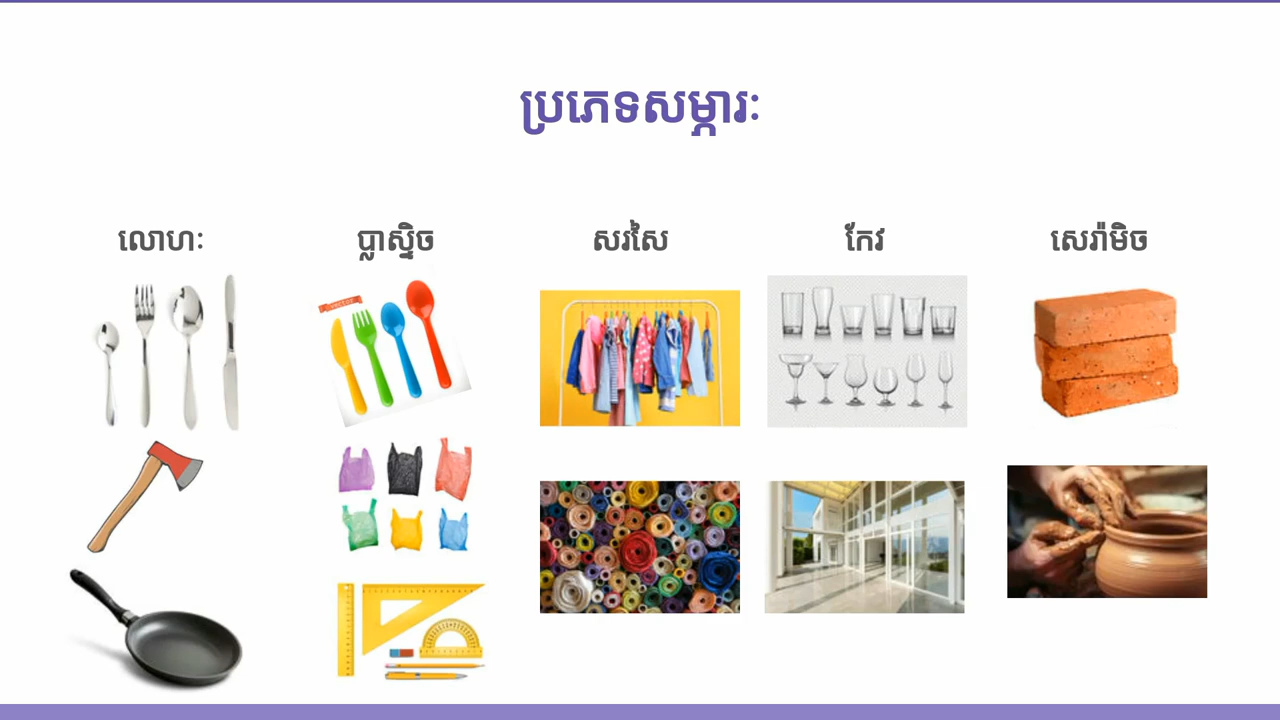 ប្រភេទសម្ភារៈ
លោហៈ
ប្លាស្ទិច
សរសៃ
កែវ
សេរ៉ាមិច